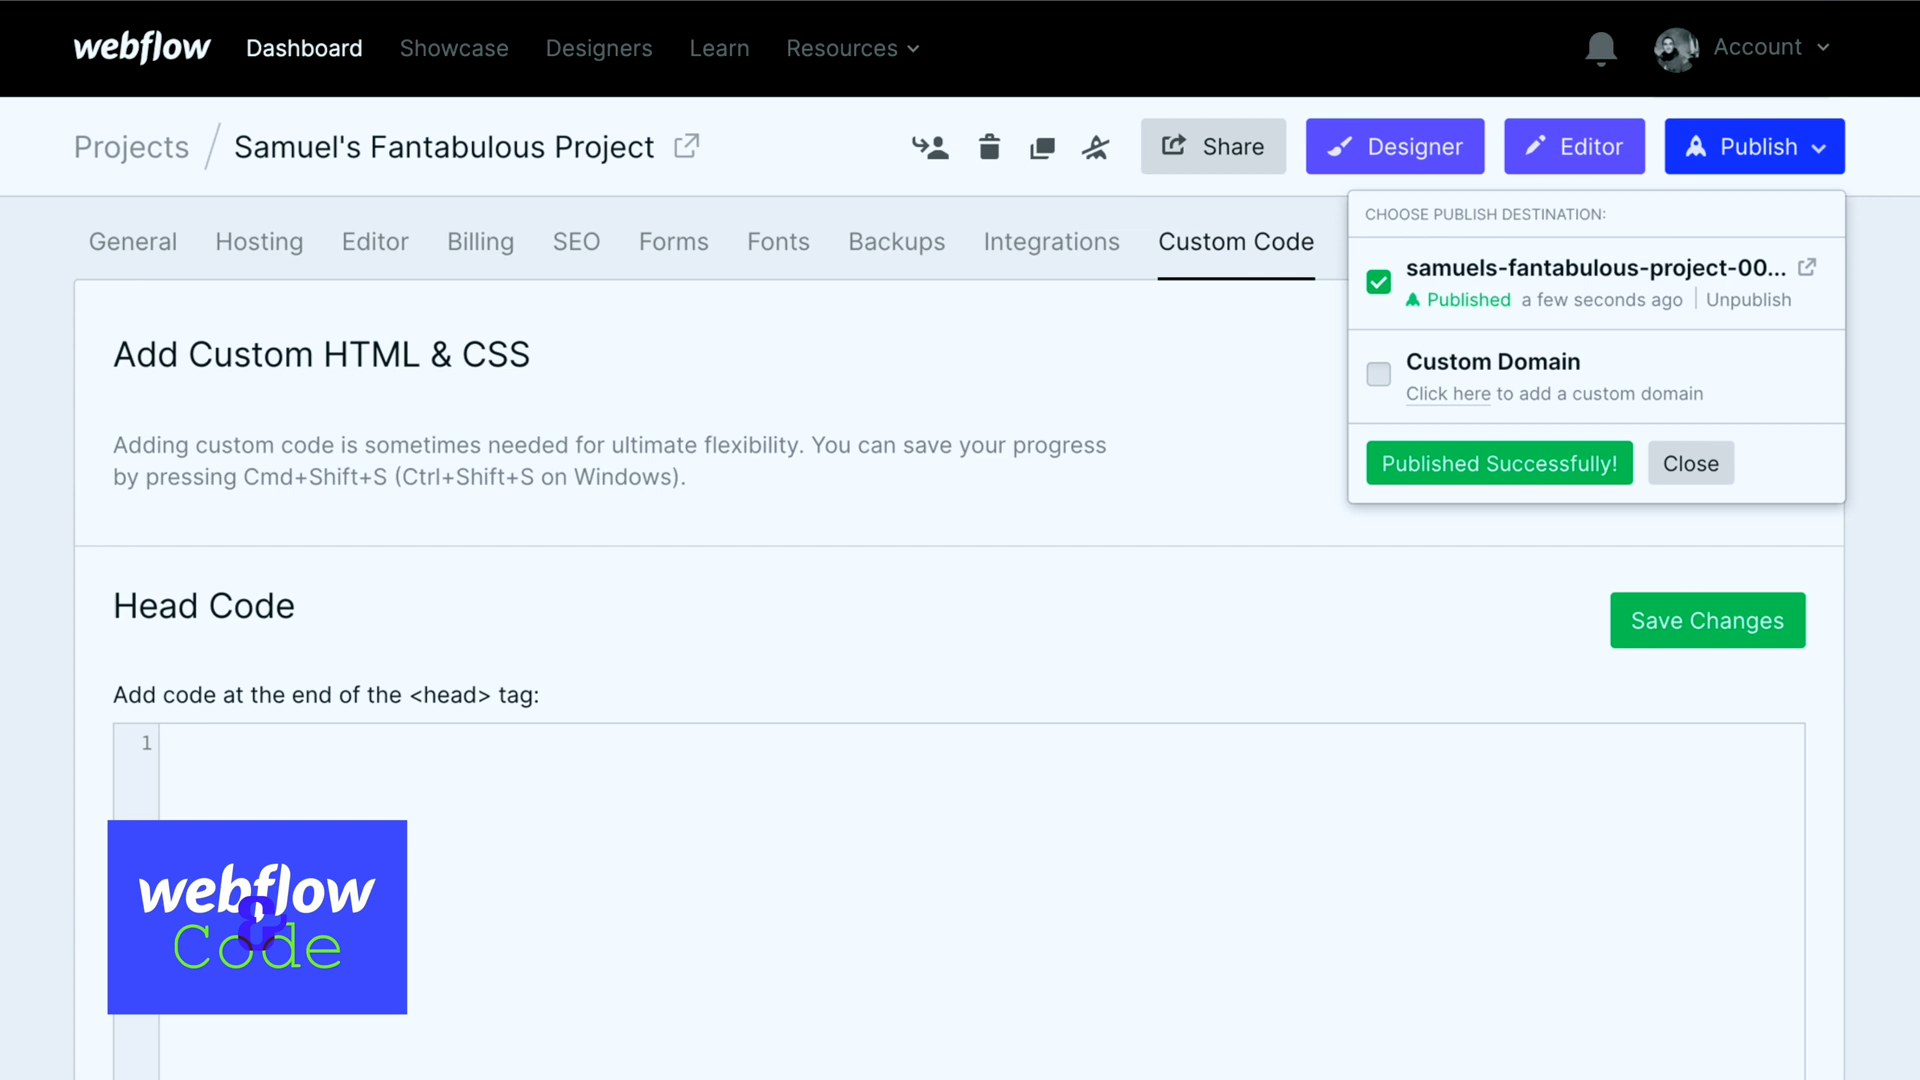 webflow Dashboard Showcase Designers Learn Resources Account
Projects / Samuel's Fantabulous Project Share Designer Editor Publish
General Hosting Editor Billing SEO Forms Fonts Backups Integrations Custom Code
CHOOSE PUBLISH DESTINATION:
samuels-fantabulous-project-00...
Published a few seconds ago Unpublish
Custom Domain
Click here to add a custom domain
Published Successfully! Close
Add Custom HTML & CSS
Adding custom code is sometimes needed for ultimate flexibility. You can save your progress
by pressing Cmd+Shift+S (Ctrl+Shift+S on Windows).
Head Code
Save Changes
Add code at the end of the <head> tag:
1
webflow
&
Code